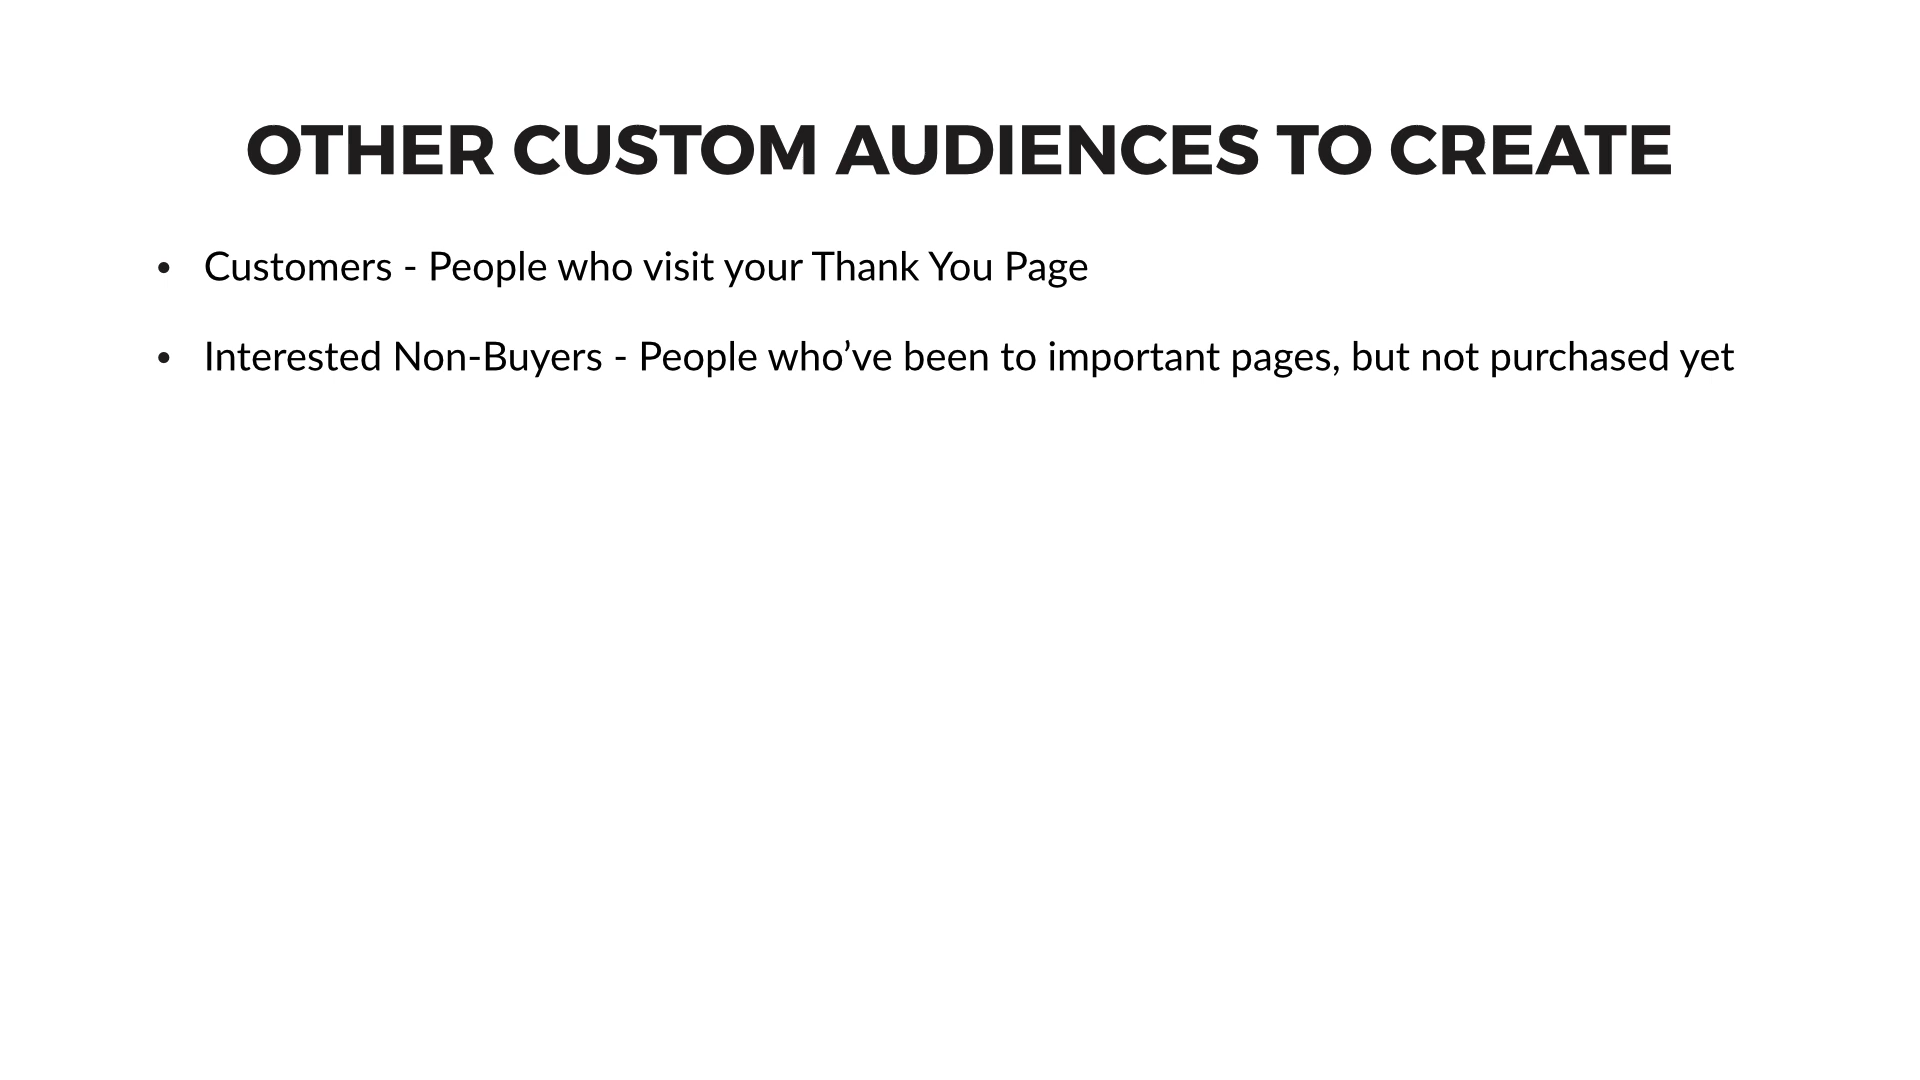 OTHER CUSTOM AUDIENCES TO CREATE
• Customers - People who visit your Thank You Page
• Interested Non-Buyers - People who’ve been to important pages, but not purchased yet